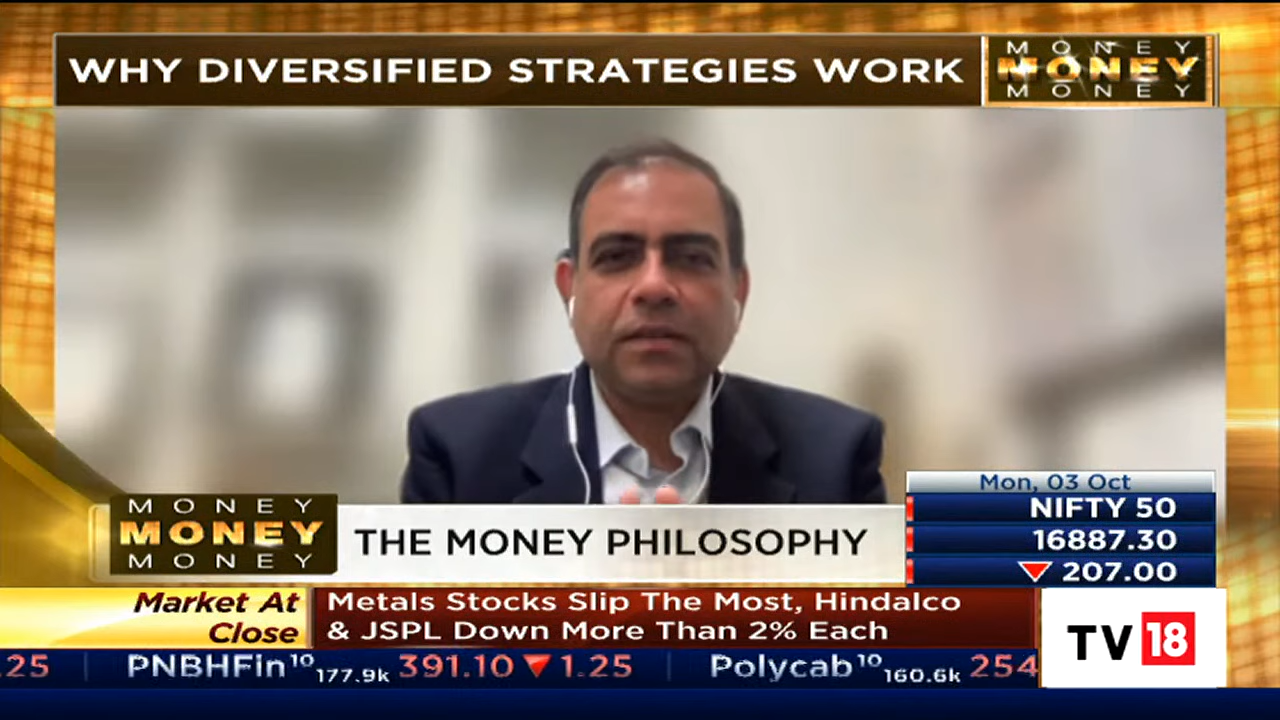 WHY DIVERSIFIED STRATEGIES WORK
MONEY
MONEY
MONEY
MONEY
MONEY
MONEY
THE MONEY PHILOSOPHY
Mon, 03 Oct
NIFTY 50
16887.30
▼ 207.00
Market At
Close
Metals Stocks Slip The Most, Hindalco
& JSPL Down More Than 2% Each
TV18
.25 PNBHFin¹⁰ 177.9k 391.10 ▼ 1.25 Polycab¹⁰ 160.6k 254